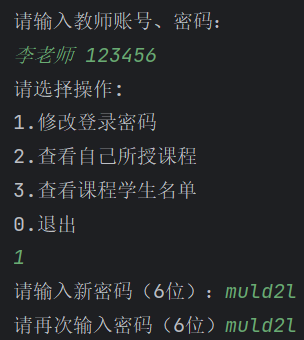 请输入教师账号、密码：
李老师 123456
请选择操作：
1.修改登录密码
2.查看自己所授课程
3.查看课程学生名单
0.退出
1
请输入新密码（6位）：muld2l
请再次输入密码（6位）muld2l